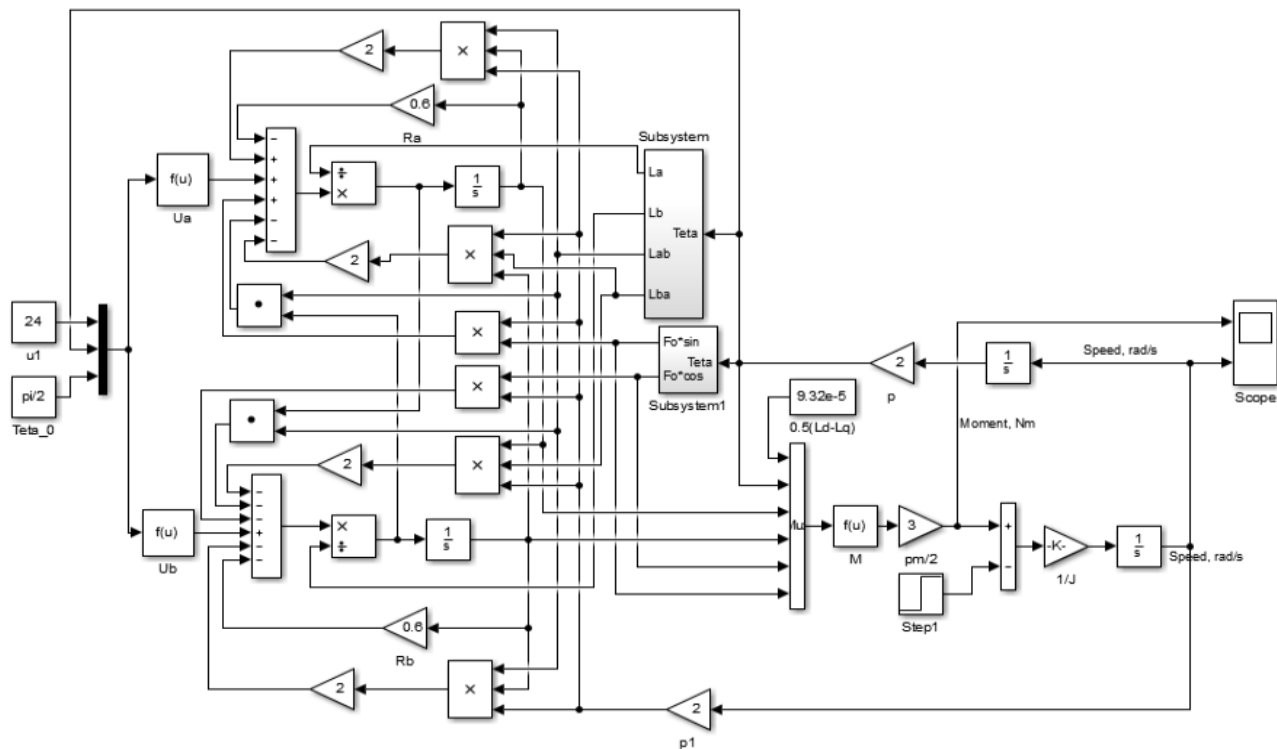 2
×
0.6
Ra
Subsystem
La
Lb
Lab
Lba
Teta
f(u)
Ua
−
+
+
+
−
−
÷
×
1
s
2
×
24
u1
pi/2
Teta_0
×
Fo*sin
Fo*cos
Teta
Subsystem1
×
2
p
1
s
Speed, rad/s
Scope
9.32e-5
0.5(Ld-Lq)
Moment, Nm
2
×
−
−
−
+
−
−
f(u)
Ub
×
÷
1
s
Mu
f(u)
M
3
pm/2
+
−
-K-
1/J
1
s
Speed, rad/s
Step1
0.6
Rb
2
×
2
p1